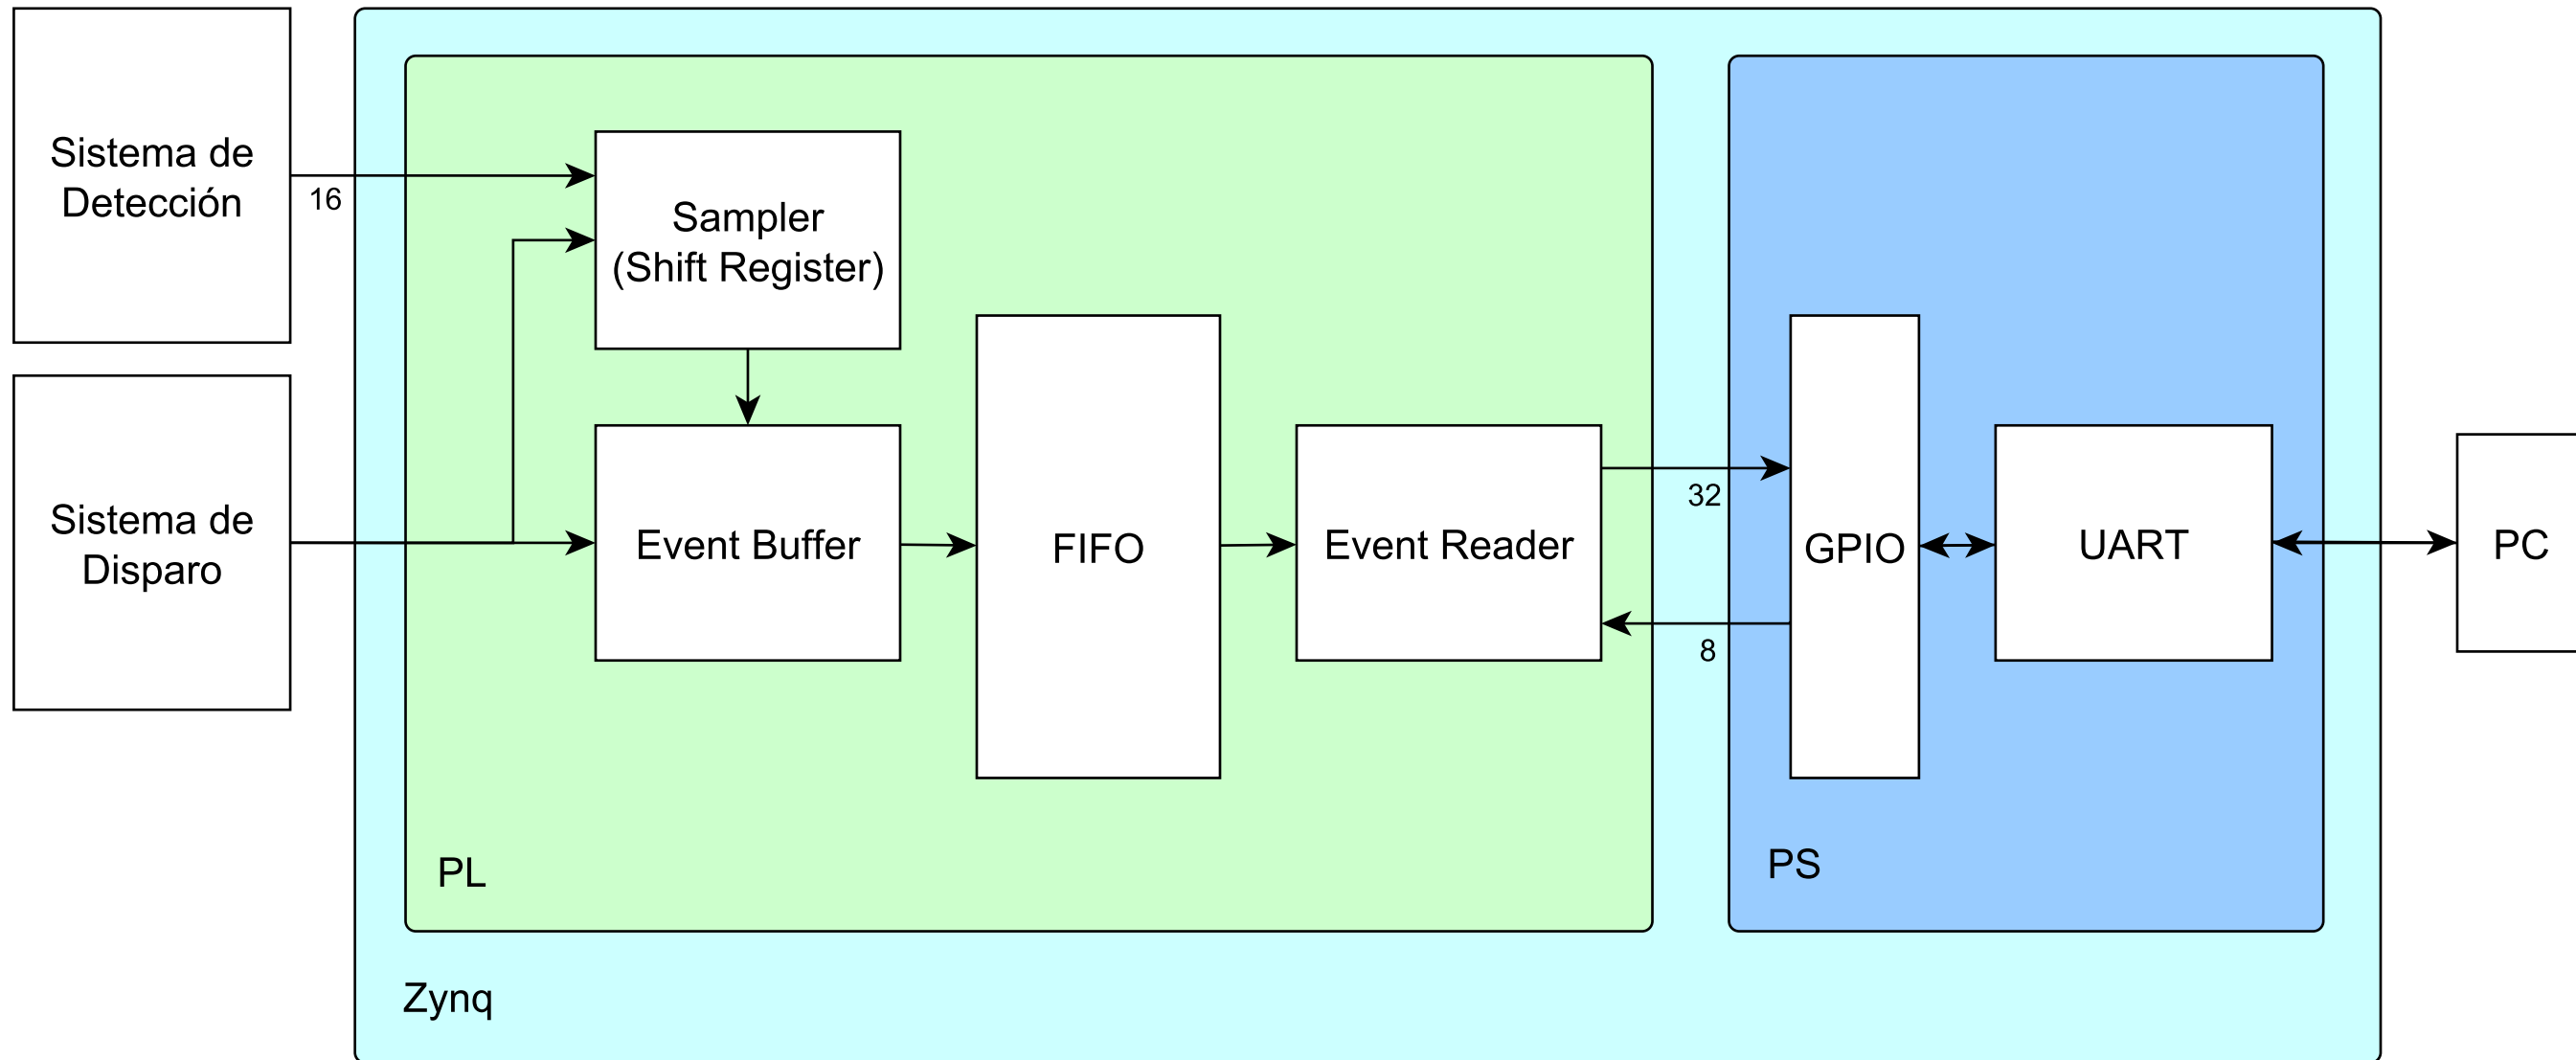 Sistema de
Detección
16
Sampler
(Shift Register)
Sistema de
Disparo
Event Buffer
FIFO
Event Reader
32
8
GPIO
UART
PC
PL
PS
Zynq